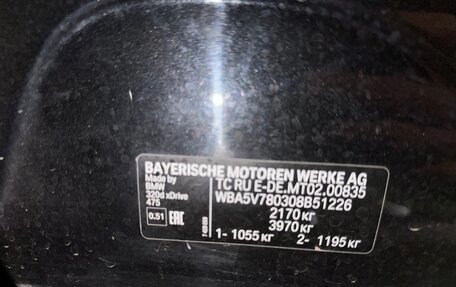 BAYERISCHE MOTOREN WERKE AG
Made by TC RU E-DE.MT02.00835
BMW WBA5V780308B51226
320d xDrive 2170 кг
475 3970 кг
0.51 EAC 1- 1055 кг 2- 1195 кг